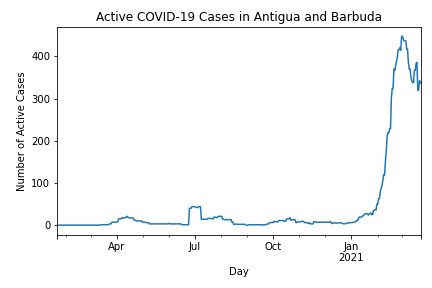 Active COVID-19 Cases in Antigua and Barbuda
Number of Active Cases
400
300
200
100
0
Apr
Jul
Oct
Jan
2021
Day